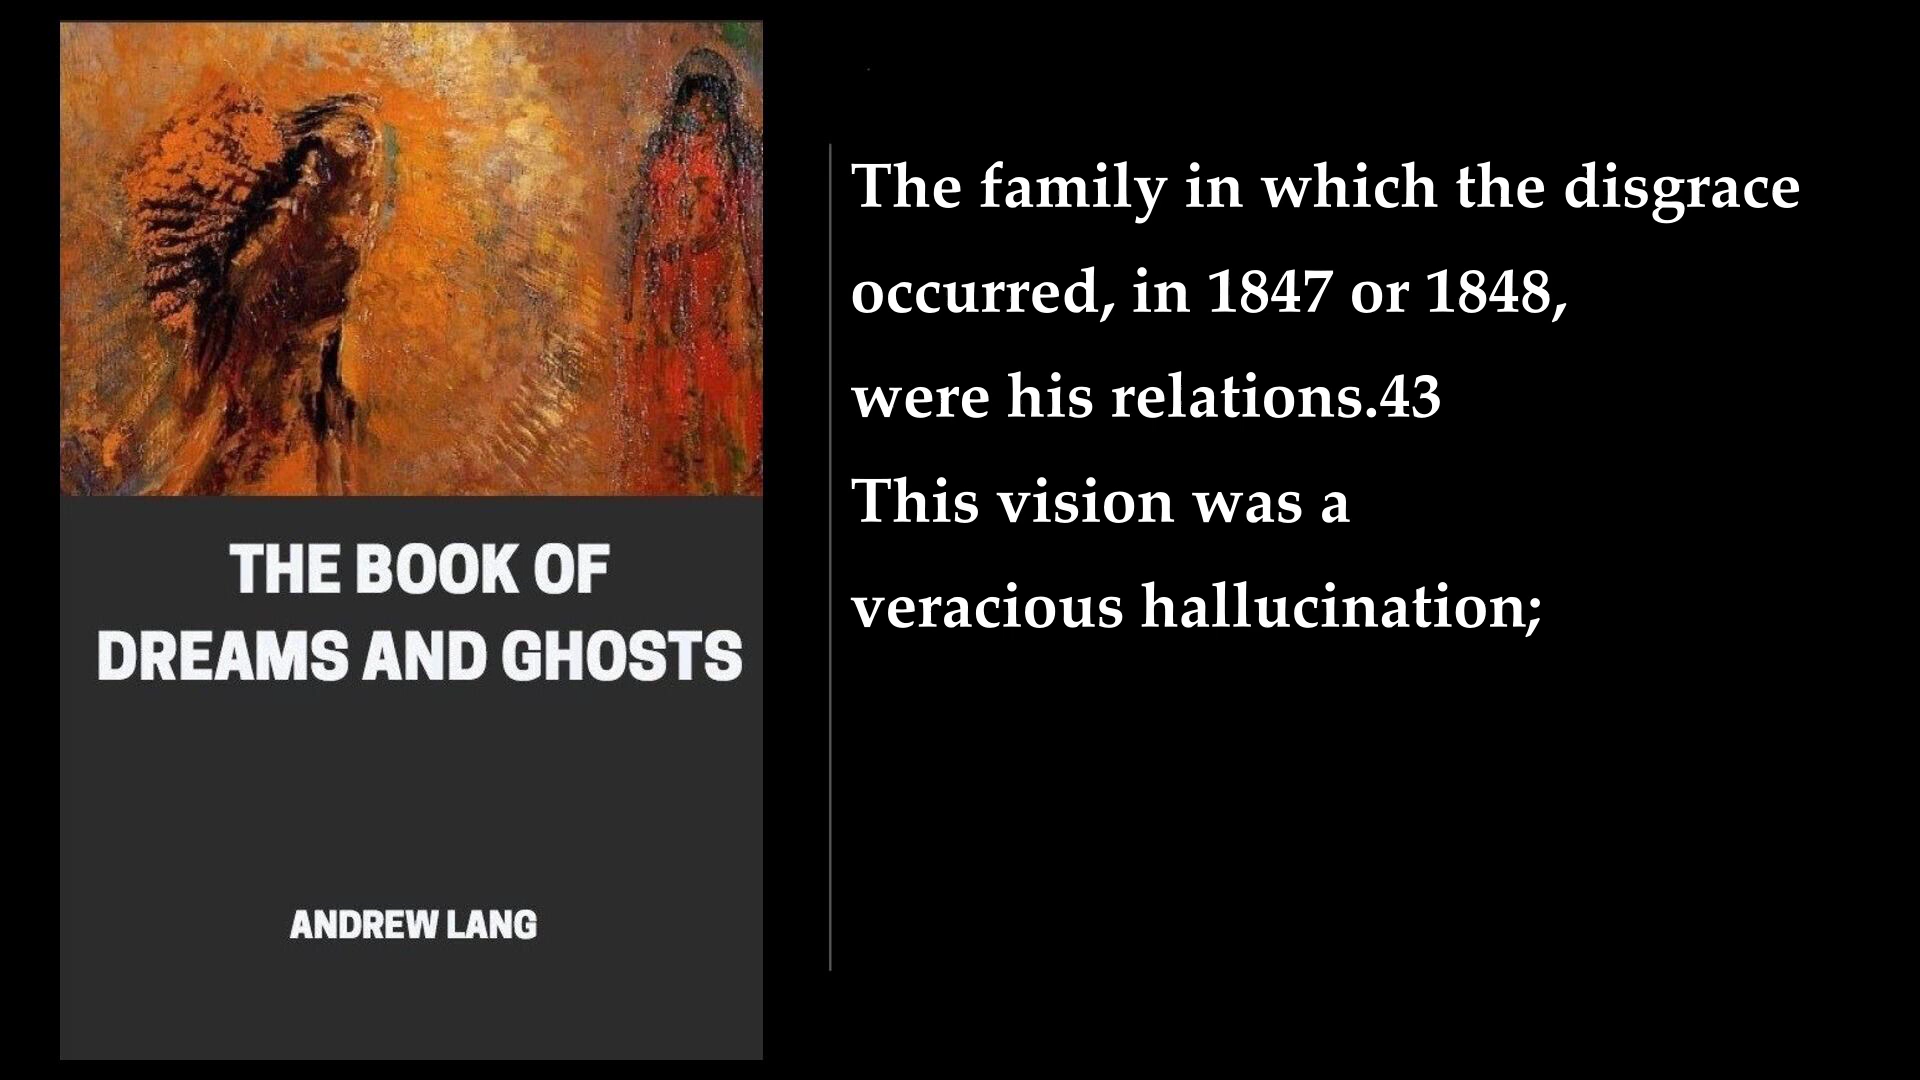 THE BOOK OF
DREAMS AND GHOSTS
ANDREW LANG
The family in which the disgrace
occurred, in 1847 or 1848,
were his relations.43
This vision was a
veracious hallucination;